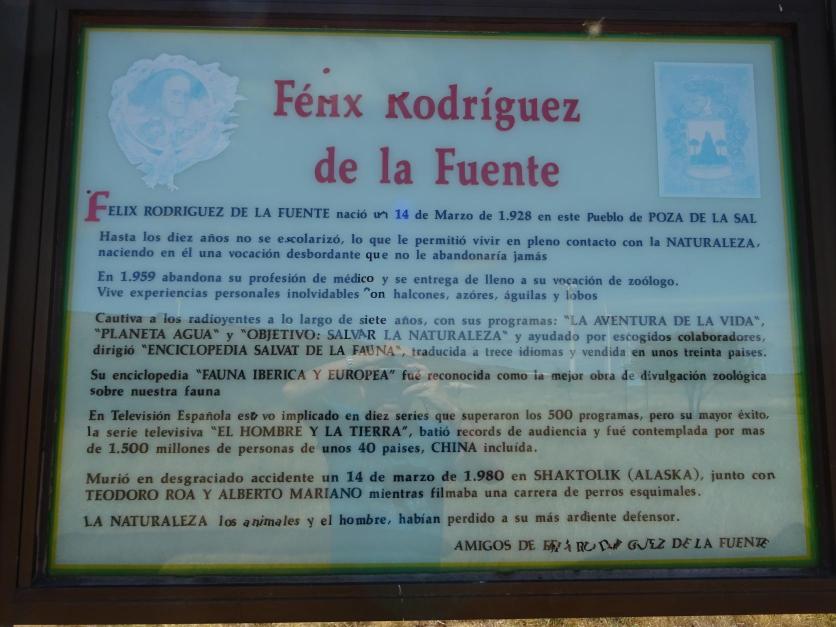 Félix Rodríguez
de la Fuente
FELIX RODRIGUEZ DE LA FUENTE nació un 14 de Marzo de 1.928 en este Pueblo de POZA DE LA SAL
Hasta los diez años no se escolarizó, lo que le permitió vivir en pleno contacto con la NATURALEZA,
naciendo en él una vocación desbordante que no le abandonaría jamás
En 1.959 abandona su profesión de médico y se entrega de lleno a su vocación de zoólogo.
Vive experiencias personales inolvidables con halcones, azóres, águilas y lobos
Cautiva a los radioyentes a lo largo de siete años, con sus programas: "LA AVENTURA DE LA VIDA",
"PLANETA AGUA" y "OBJETIVO: SALVAR LA NATURALEZA" y ayudado por escogidos colaboradores,
dirigió "ENCICLOPEDIA SALVAT DE LA FAUNA", traducida a trece idiomas y vendida en unos treinta paises.
Su enciclopedia "FAUNA IBERICA Y EUROPEA" fué reconocida como la mejor obra de divulgación zoológica
sobre nuestra fauna
En Televisión Española estuvo implicado en diez series que superaron los 500 programas, pero su mayor éxito,
la serie televisiva "EL HOMBRE Y LA TIERRA", batió records de audiencia y fué contemplada por mas
de 1.500 millones de personas de unos 40 paises, CHINA incluída.
Murió en desgraciado accidente un 14 de marzo de 1.980 en SHAKTOLIK (ALASKA), junto con
TEODORO ROA Y ALBERTO MARIANO mientras filmaba una carrera de perros esquimales.
LA NATURALEZA los animales y el hombre, habían perdido a su más ardiente defensor.
AMIGOS DE FELIX RODRIGUEZ DE LA FUENTE